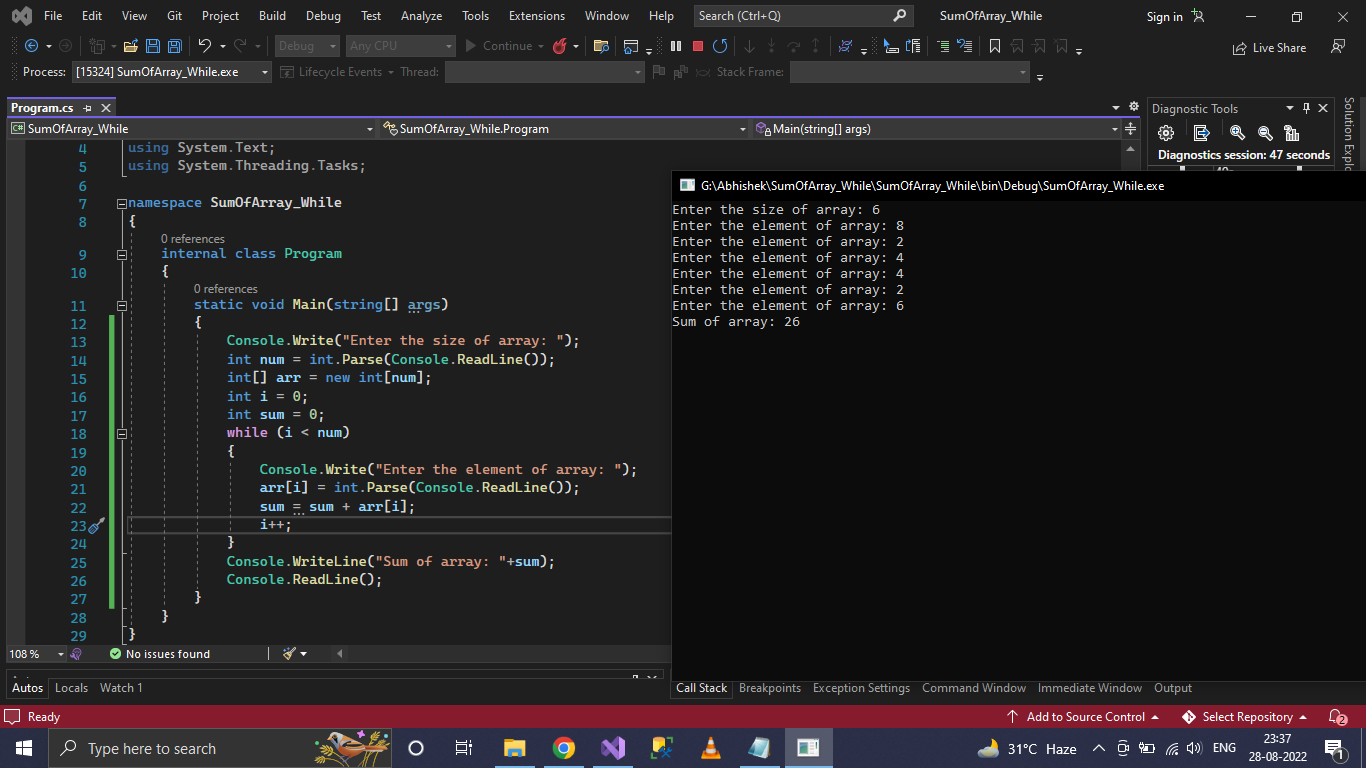 File Edit View Git Project Build Debug Test Analyze Tools Extensions Window Help Search (Ctrl+Q) SumOfArray_While Sign in
Debug Any CPU Continue Live Share
Process: [15324] SumOfArray_While.exe Lifecycle Events Thread: Stack Frame:
Program.cs
SumOfArray_While SumOfArray_While.Program Main(string[] args)
4 using System.Text;
5 using System.Threading.Tasks;
6
7 namespace SumOfArray_While
8 {
0 references
9 internal class Program
10 {
0 references
11 static void Main(string[] args)
12 {
13 Console.Write("Enter the size of array: ");
14 int num = int.Parse(Console.ReadLine());
15 int[] arr = new int[num];
16 int i = 0;
17 int sum = 0;
18 while (i < num)
19 {
20 Console.Write("Enter the element of array: ");
21 arr[i] = int.Parse(Console.ReadLine());
22 sum = sum + arr[i];
23 i++;
24 }
25 Console.WriteLine("Sum of array: "+sum);
26 Console.ReadLine();
27 }
28 }
29 }
108 % No issues found
Diagnostic Tools
Diagnostics session: 47 seconds
G:\Abhishek\SumOfArray_While\SumOfArray_While\bin\Debug\SumOfArray_While.exe
Enter the size of array: 6
Enter the element of array: 8
Enter the element of array: 2
Enter the element of array: 4
Enter the element of array: 4
Enter the element of array: 2
Enter the element of array: 6
Sum of array: 26
Autos Locals Watch 1
Call Stack Breakpoints Exception Settings Command Window Immediate Window Output
Ready Add to Source Control Select Repository 2
Type here to search
31°C Haze ENG 23:37
28-08-2022 1